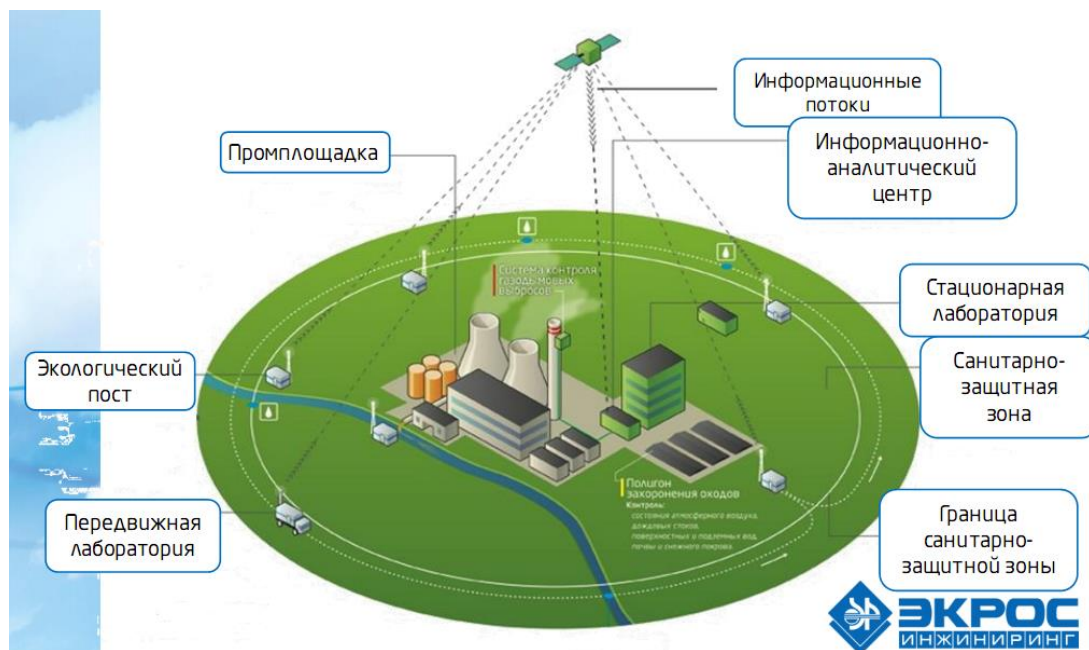 Информационные
потоки
Промплощадка
Информационно-
аналитический
центр
Система контроля
газодымовых
выбросов
Стационарная
лаборатория
Экологический
пост
Санитарно-
защитная
зона
Полигон
захоронения оходов
Контроль:
состояния атмосферного воздуха,
дождевых стоков,
поверхностных и подземных вод,
почвы и снежного покрова.
Передвижная
лаборатория
Граница
санитарно-
защитной зоны
ЭКРОС
ИНЖИНИРИНГ